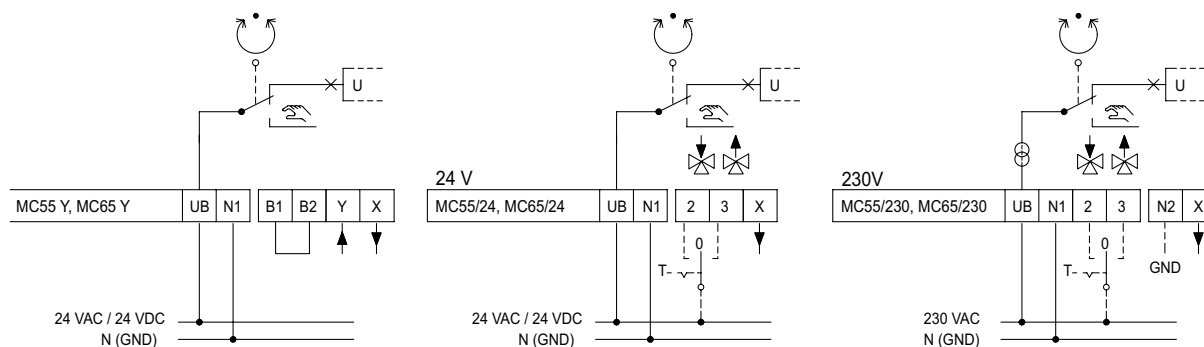 U
MC55 Y, MC65 Y
UB
N1
B1
B2
Y
X
24 VAC / 24 VDC
N (GND)
U
24 V
MC55/24, MC65/24
UB
N1
2
3
X
0
T
24 VAC / 24 VDC
N (GND)
U
230V
MC55/230, MC65/230
UB
N1
2
3
N2
X
0
T
GND
230 VAC
N (GND)